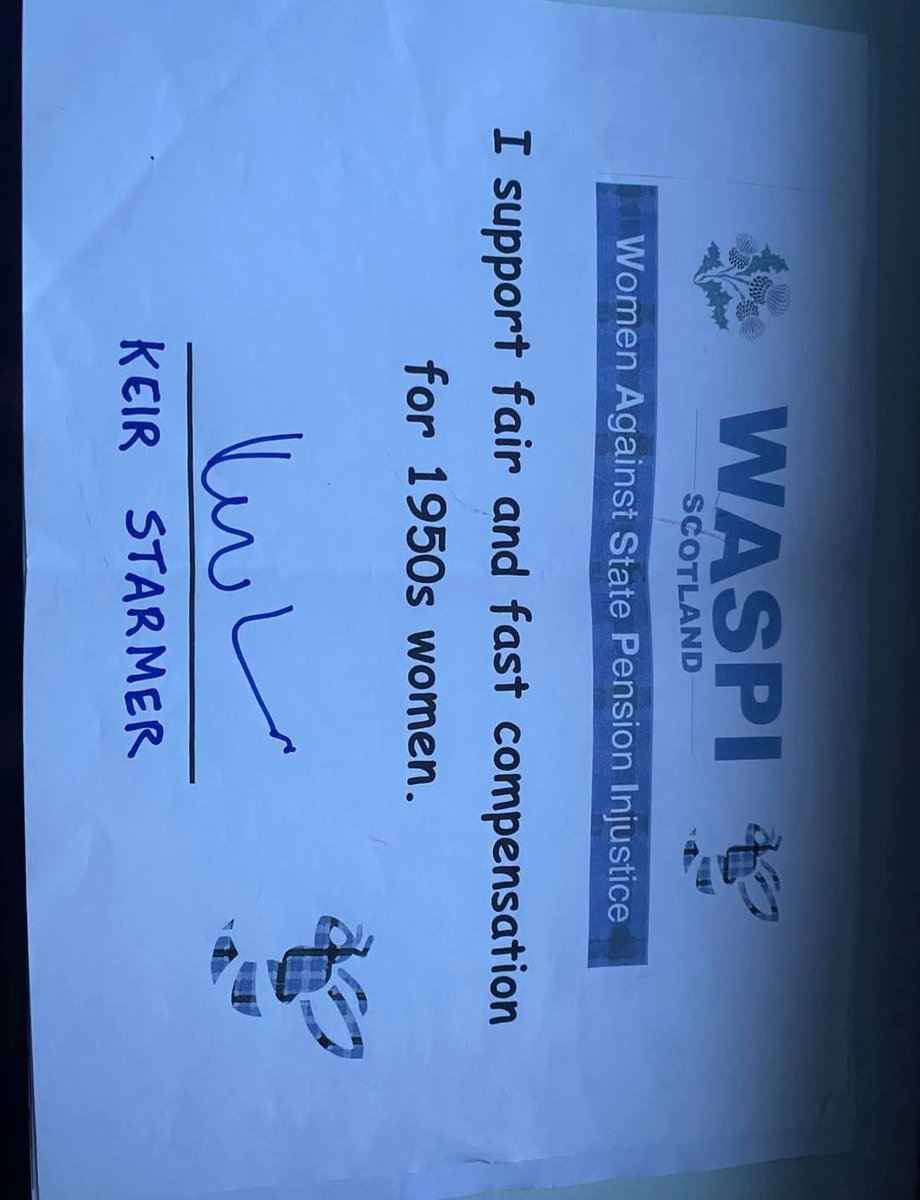 WASPI
SCOTLAND
Women Against State Pension Injustice
I support fair and fast compensation
for 1950s women.
KEIR STARMER